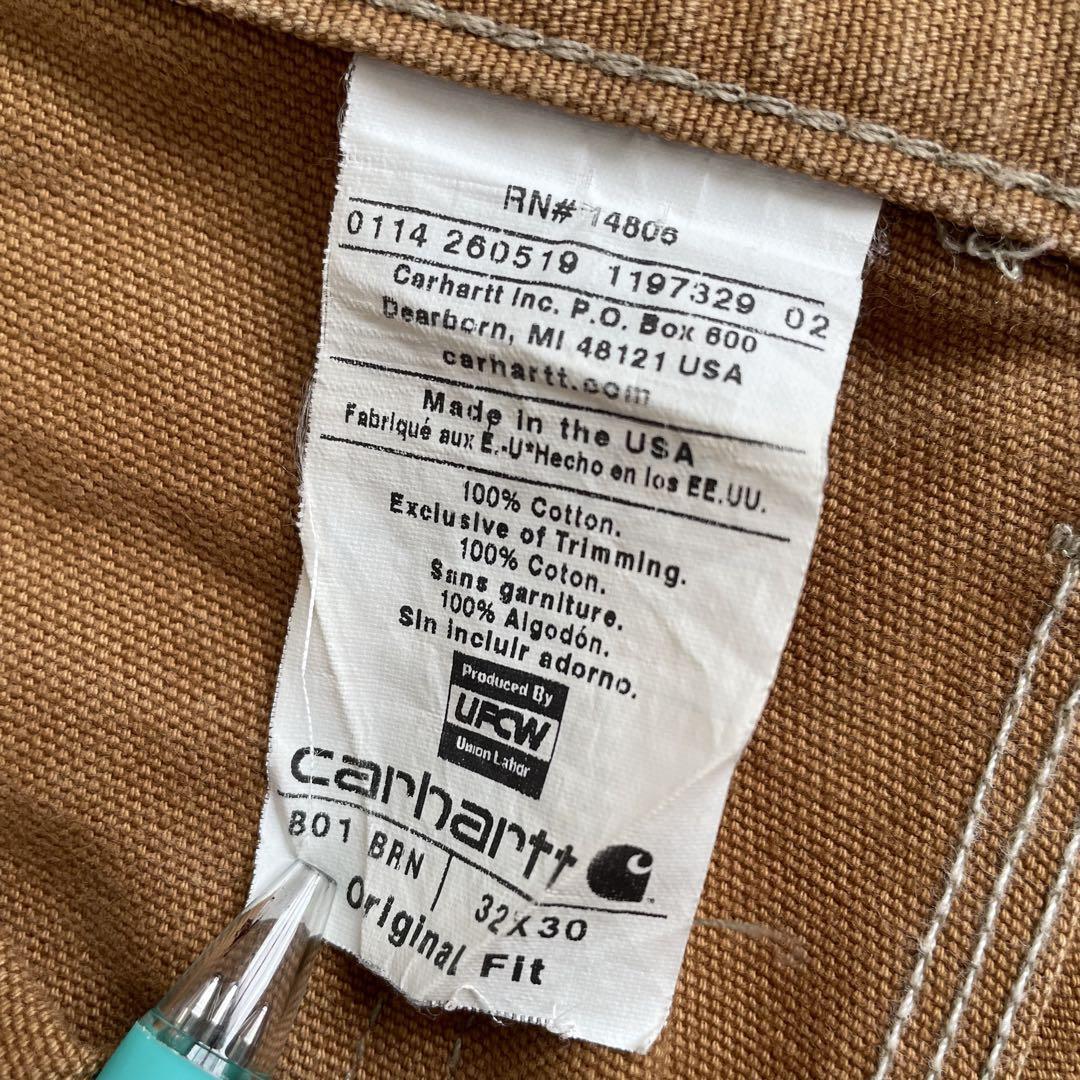 RN# 14806
0114 260519 1197329 02
Carhartt Inc. P.O. Box 600
Dearborn, MI 48121 USA
carhartt.com
Made in the USA
Fabriqué aux É.-U*Hecho en los EE.UU.
100% Cotton.
Exclusive of Trimming.
100% Coton.
Sans garniture.
100% Algodón.
Sin incluir adorno.
Produced By
UFCW
Union Labor
carhartt
B01 BRN
32X30
Original Fit